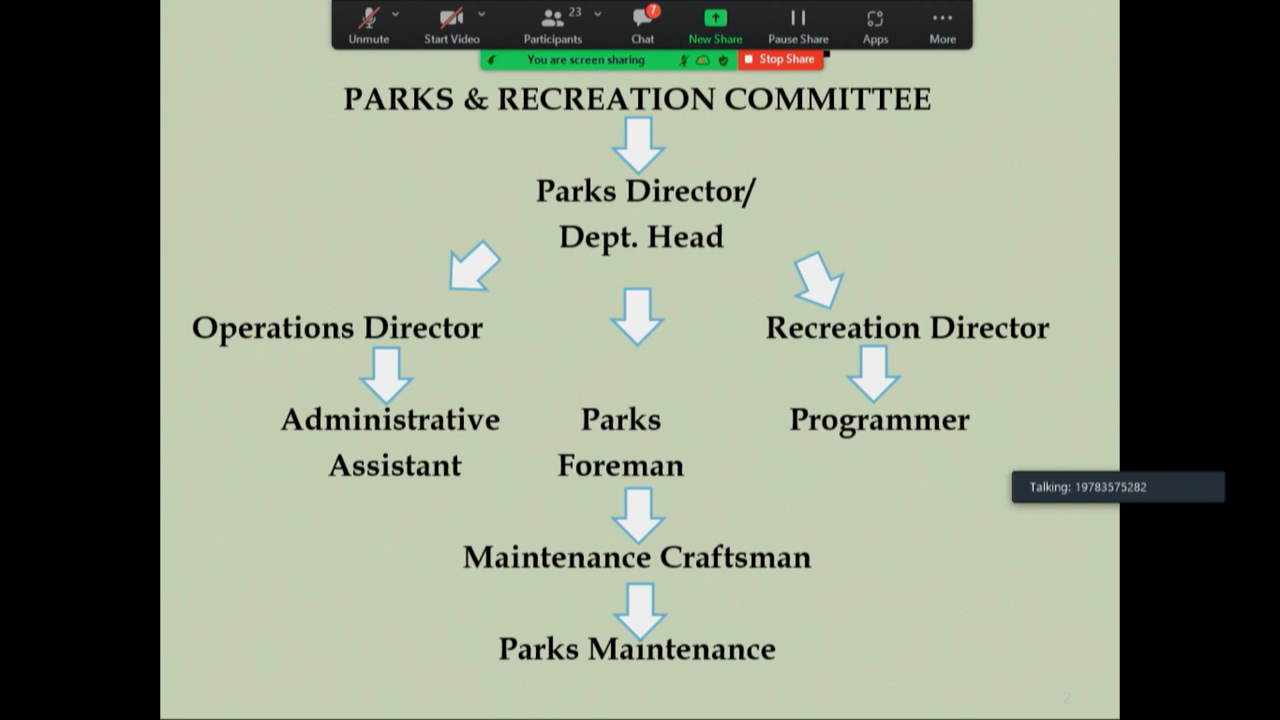 23
7
Unmute
Start Video
Participants
Chat
New Share
Pause Share
Apps
More
You are screen sharing
Stop Share
PARKS & RECREATION COMMITTEE
Parks Director/
Dept. Head
Operations Director
Recreation Director
Administrative
Assistant
Parks
Foreman
Programmer
Talking: 19783575282
Maintenance Craftsman
Parks Maintenance
2